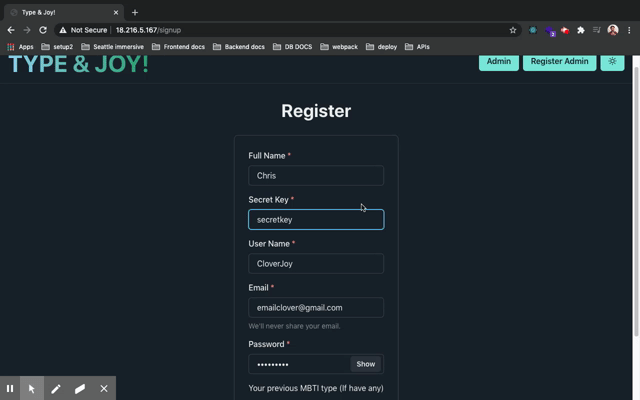 Type & Joy!
Not Secure 18.216.5.167/signup
Apps setup2 Seattle immersive Frontend docs Backend docs DB DOCS webpack deploy APIs
TYPE & JOY!
Admin Register Admin
Register
Full Name *
Chris
Secret Key *
secretkey
User Name *
CloverJoy
Email *
emailclover@gmail.com
We'll never share your email.
Password *
••••••••• Show
Your previous MBTI type (If have any)